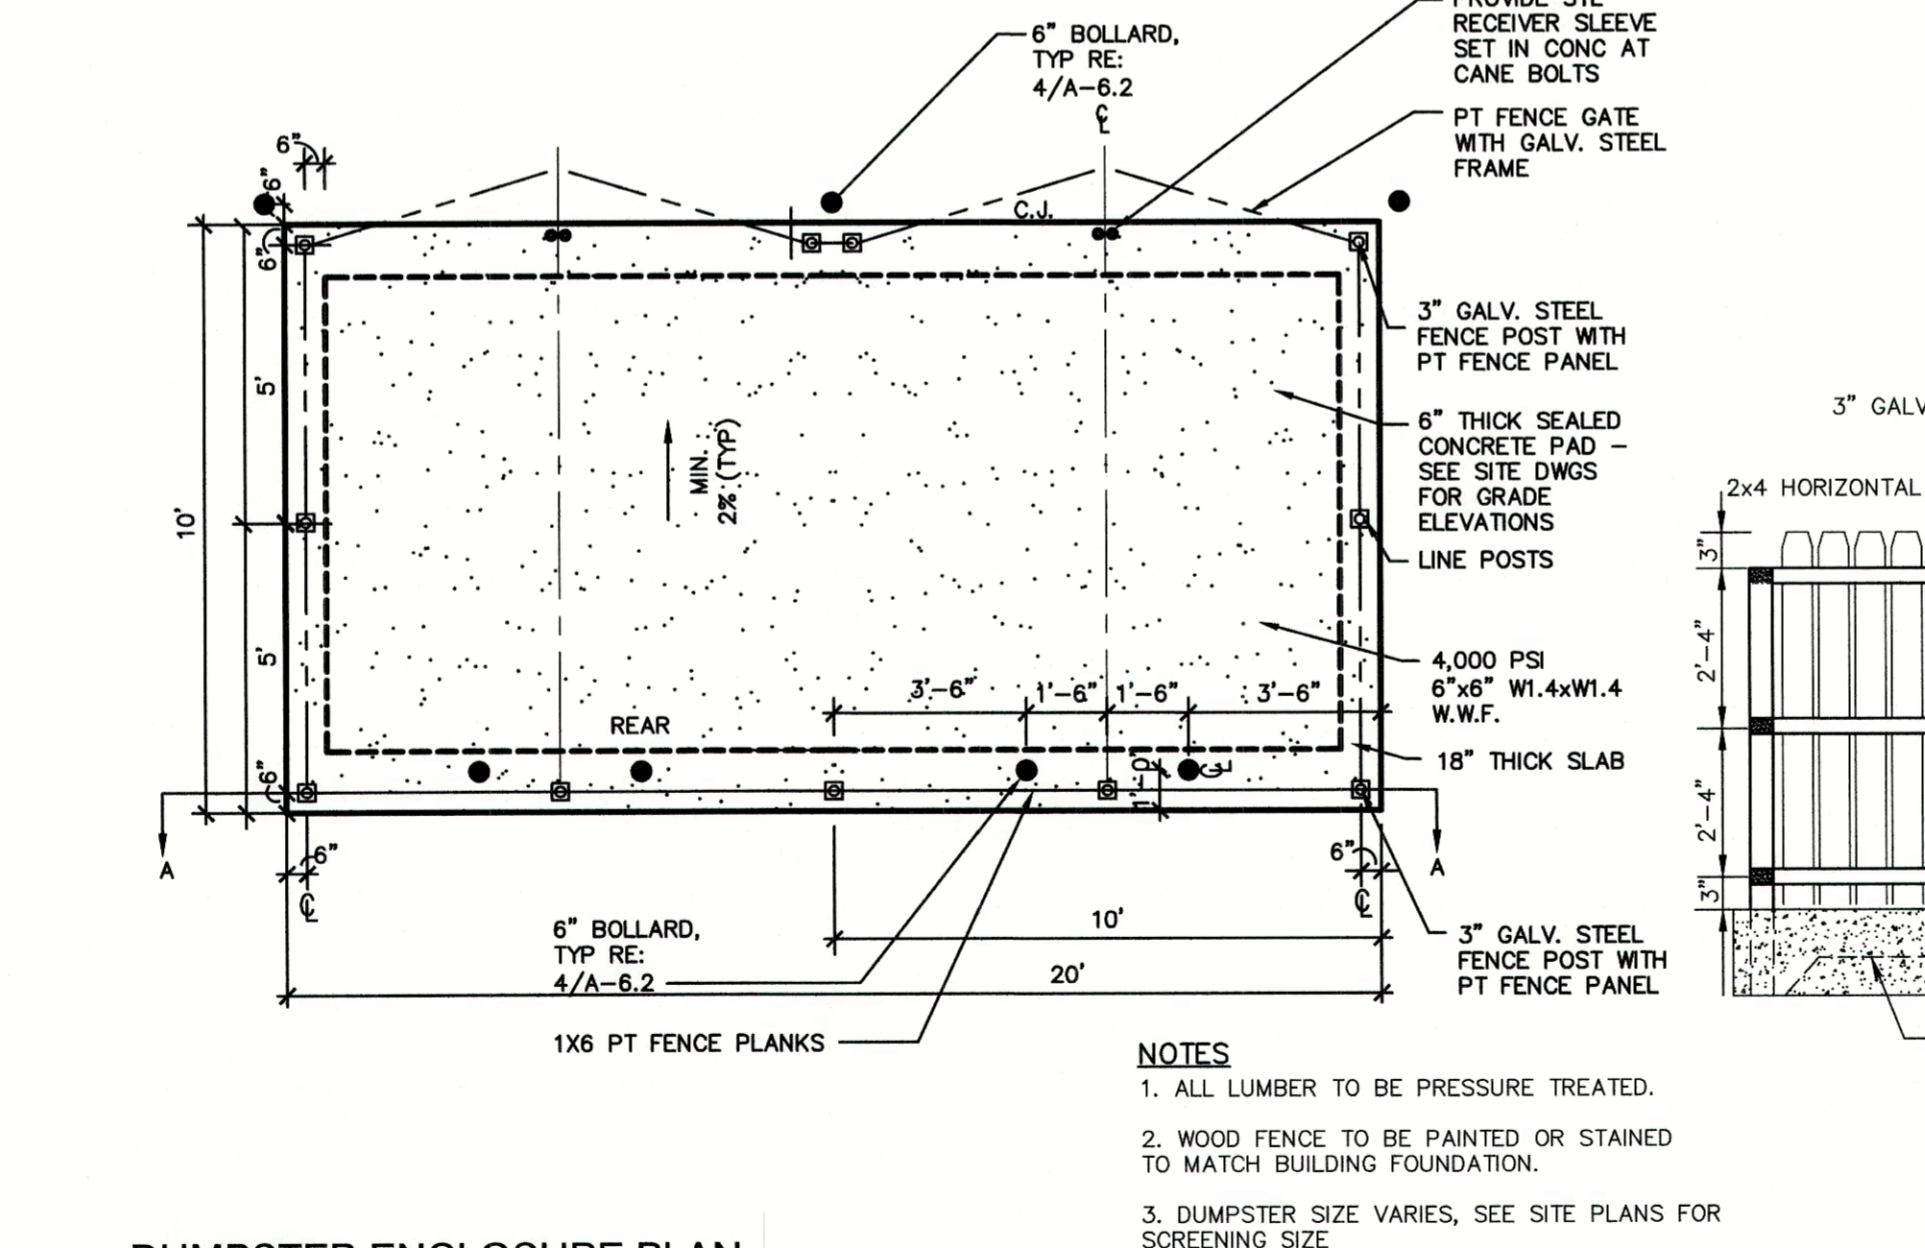 PROVIDE STL
RECEIVER SLEEVE
SET IN CONC AT
CANE BOLTS
6" BOLLARD,
TYP RE:
4/A-6.2
℄
PT FENCE GATE
WITH GALV. STEEL
FRAME
6"
6"
C.J.
6"
3" GALV. STEEL
FENCE POST WITH
PT FENCE PANEL
5'
6" THICK SEALED
CONCRETE PAD –
SEE SITE DWGS
FOR GRADE
ELEVATIONS
3" GALV
2x4 HORIZONTAL
MIN.
2% (TYP)
10'
LINE POSTS
3"
5'
4,000 PSI
6"x6" W1.4xW1.4
W.W.F.
2'-4"
3'-6"
1'-6"
1'-6"
3'-6"
REAR
18" THICK SLAB
6"
℄
1'-0"
2'-4"
A
6"
6"
A
3"
℄
℄
6" BOLLARD,
TYP RE:
4/A-6.2
10'
3" GALV. STEEL
FENCE POST WITH
PT FENCE PANEL
20'
1X6 PT FENCE PLANKS
NOTES
1. ALL LUMBER TO BE PRESSURE TREATED.
2. WOOD FENCE TO BE PAINTED OR STAINED
TO MATCH BUILDING FOUNDATION.
3. DUMPSTER SIZE VARIES, SEE SITE PLANS FOR
SCREENING SIZE
DUMPSTER ENCLOSURE PLAN